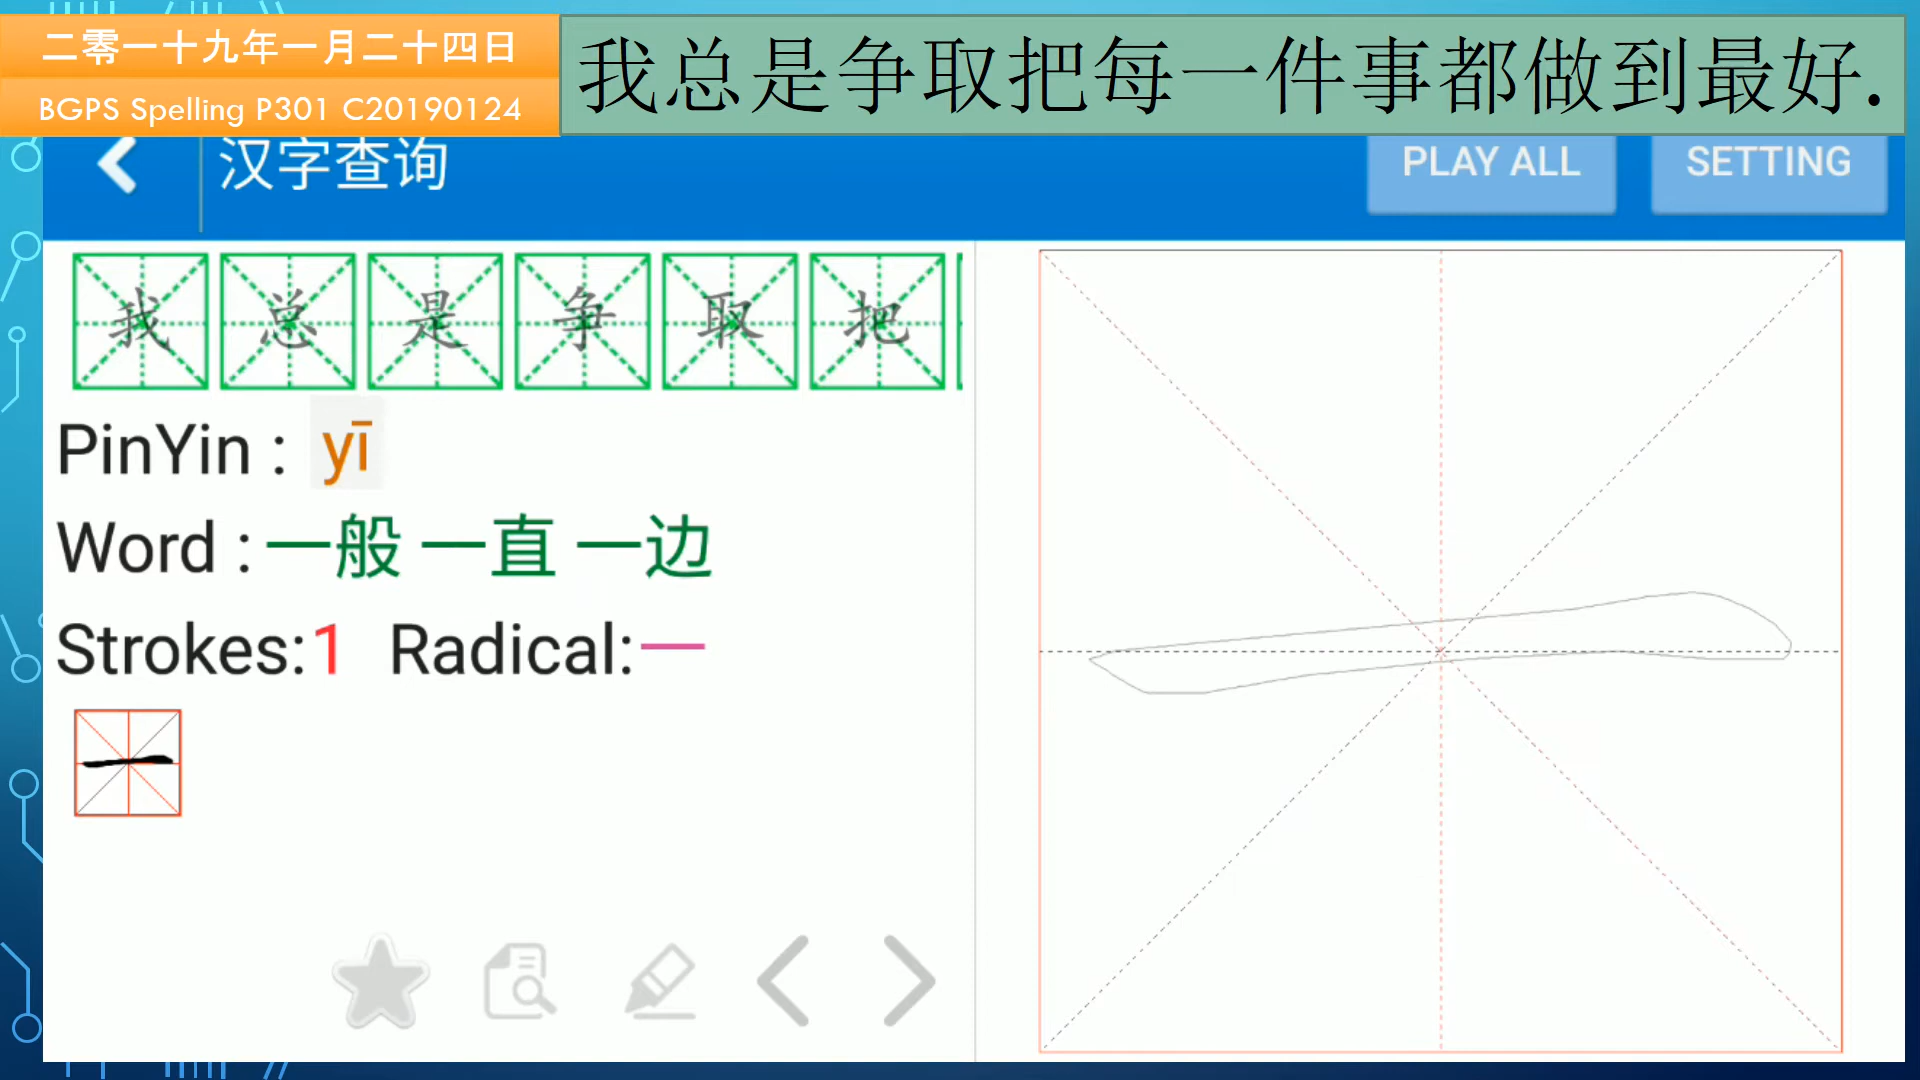 二零一十九年一月二十四日
BGPS Spelling P301 C20190124
我总是争取把每一件事都做到最好.
汉字查询
PLAY ALL
SETTING
我 总 是 争 取 把
PinYin : yī
Word : 一般 一直 一边
Strokes:1 Radical:一
一